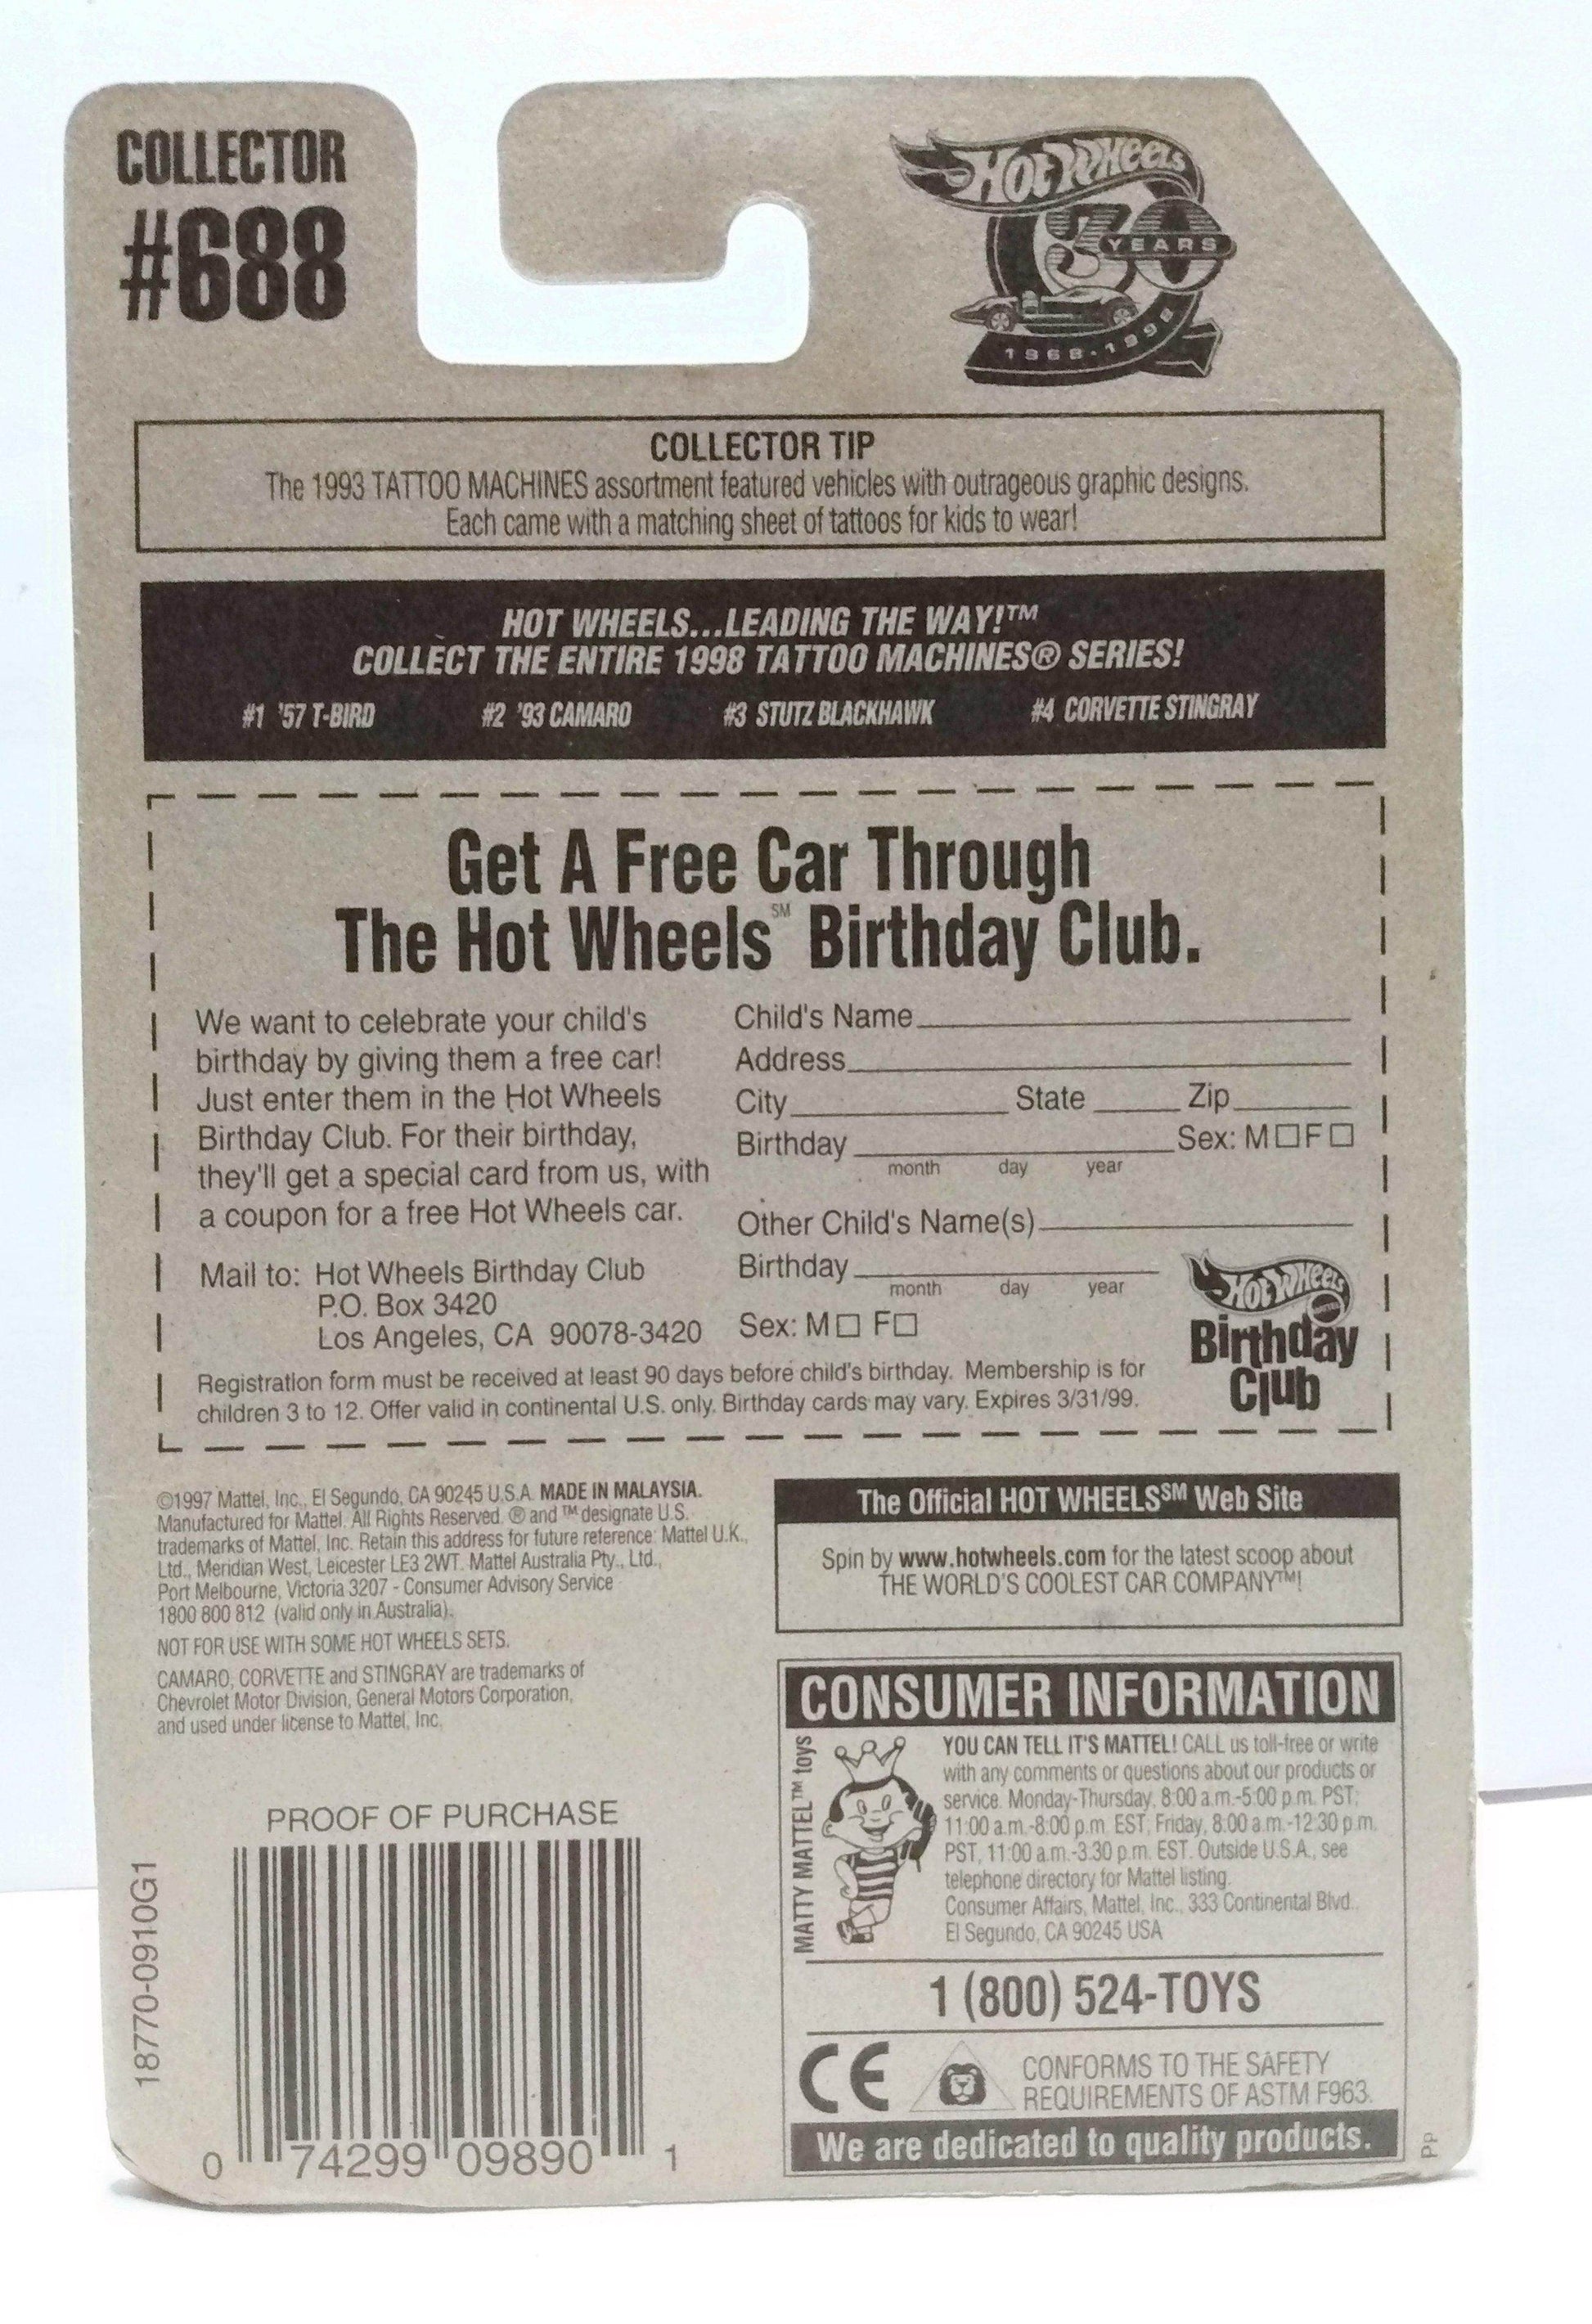 COLLECTOR
#688
HOT WHEELS
30
YEARS
1968-1998
COLLECTOR TIP
The 1993 TATTOO MACHINES assortment featured vehicles with outrageous graphic designs.
Each came with a matching sheet of tattoos for kids to wear!
HOT WHEELS...LEADING THE WAY!™
COLLECT THE ENTIRE 1998 TATTOO MACHINES® SERIES!
#1 '57 T-BIRD #2 '93 CAMARO #3 STUTZ BLACKHAWK #4 CORVETTE STINGRAY
Get A Free Car Through
The Hot Wheels℠ Birthday Club.
We want to celebrate your child's
birthday by giving them a free car!
Just enter them in the Hot Wheels
Birthday Club. For their birthday,
they'll get a special card from us, with
a coupon for a free Hot Wheels car.
Mail to: Hot Wheels Birthday Club
P.O. Box 3420
Los Angeles, CA 90078-3420
Child's Name
Address
City State Zip
Birthday Sex: M☐ F☐
month day year
Other Child's Name(s)
Birthday
month day year
Sex: M☐ F☐
HOT WHEELS
MATTEL
Birthday
Club
Registration form must be received at least 90 days before child's birthday. Membership is for
children 3 to 12. Offer valid in continental U.S. only. Birthday cards may vary. Expires 3/31/99.
©1997 Mattel, Inc., El Segundo, CA 90245 U.S.A. MADE IN MALAYSIA.
Manufactured for Mattel. All Rights Reserved. ® and ™ designate U.S.
trademarks of Mattel, Inc. Retain this address for future reference: Mattel U.K.,
Ltd., Meridian West, Leicester LE3 2WT. Mattel Australia Pty., Ltd.,
Port Melbourne, Victoria 3207 - Consumer Advisory Service
1800 800 812 (valid only in Australia).
NOT FOR USE WITH SOME HOT WHEELS SETS.
CAMARO, CORVETTE and STINGRAY are trademarks of
Chevrolet Motor Division, General Motors Corporation,
and used under license to Mattel, Inc.
PROOF OF PURCHASE
18770-0910G1
0 74299 09890 1
The Official HOT WHEELS℠ Web Site
Spin by www.hotwheels.com for the latest scoop about
THE WORLD'S COOLEST CAR COMPANY™!
CONSUMER INFORMATION
MATTY MATTEL™ toys
YOU CAN TELL IT'S MATTEL! CALL us toll-free or write
with any comments or questions about our products or
service. Monday-Thursday, 8:00 a.m.-5:00 p.m. PST;
11:00 a.m.-8:00 p.m. EST; Friday, 8:00 a.m.-12:30 p.m.
PST, 11:00 a.m.-3:30 p.m. EST. Outside U.S.A., see
telephone directory for Mattel listing.
Consumer Affairs, Mattel, Inc., 333 Continental Blvd.,
El Segundo, CA 90245 USA
1 (800) 524-TOYS
CE
CONFORMS TO THE SAFETY
REQUIREMENTS OF ASTM F963.
We are dedicated to quality products.
PP